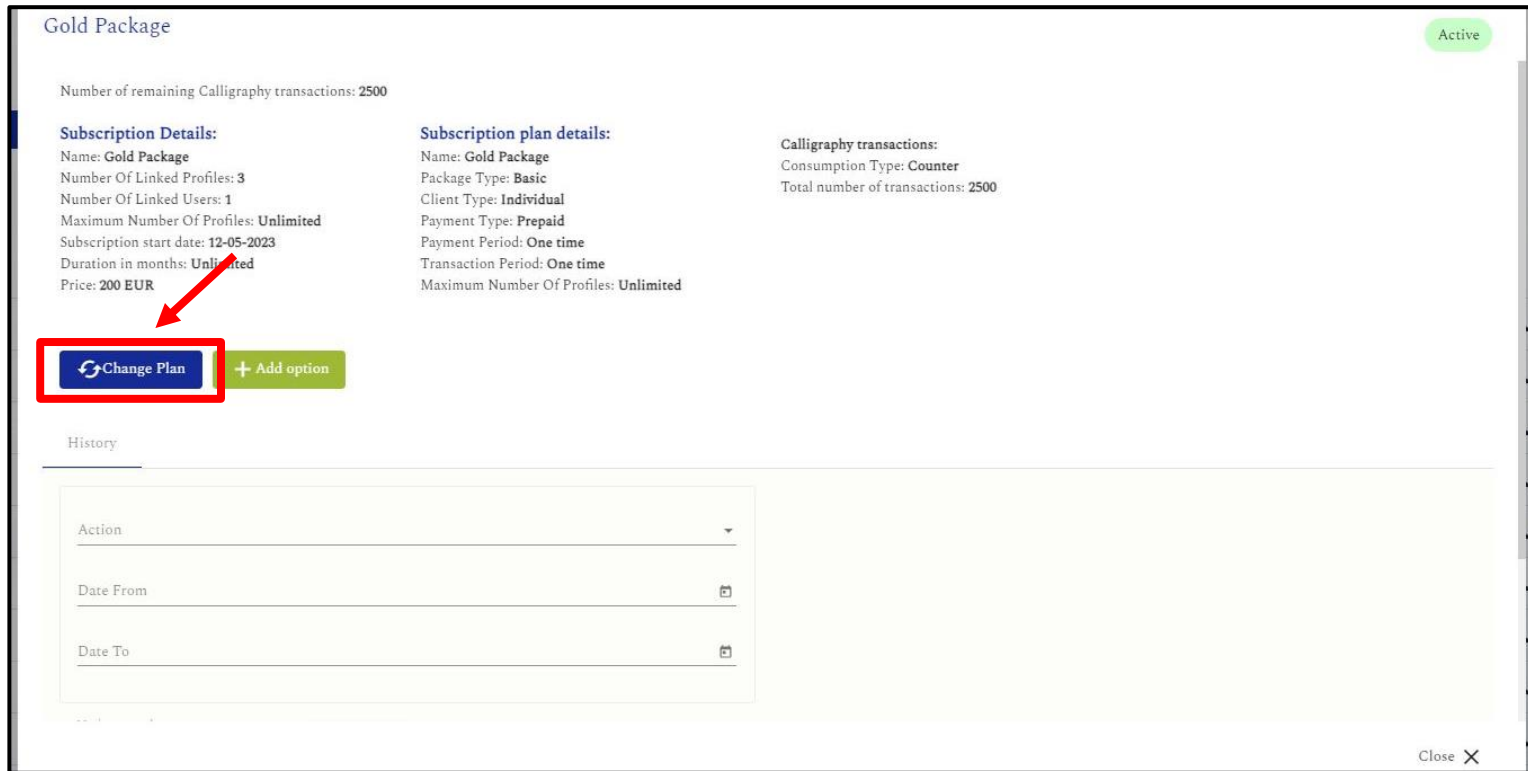 Gold Package
Active
Number of remaining Calligraphy transactions: 2500
Subscription Details:
Name: Gold Package
Number Of Linked Profiles: 3
Number Of Linked Users: 1
Maximum Number Of Profiles: Unlimited
Subscription start date: 12-05-2023
Duration in months: Unlimited
Price: 200 EUR
Subscription plan details:
Name: Gold Package
Package Type: Basic
Client Type: Individual
Payment Type: Prepaid
Payment Period: One time
Transaction Period: One time
Maximum Number Of Profiles: Unlimited
Calligraphy transactions:
Consumption Type: Counter
Total number of transactions: 2500
Change Plan
Add option
History
Action
Date From
Date To
Close